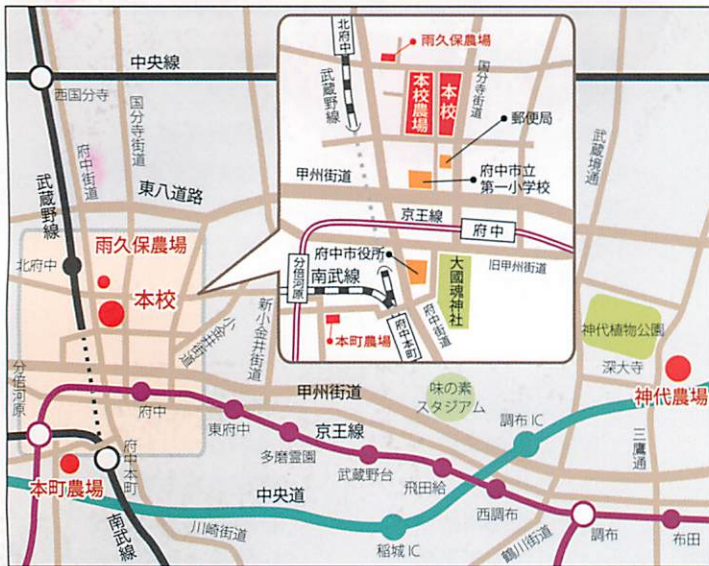 中央線
西国分寺
国分寺街道
府中街道
武蔵野線
東八道路
雨久保農場
北府中
本校
分倍河原
小金井街道
新小金井街道
甲州街道
府中
東府中
多磨霊園
京王線
武蔵野台
飛田給
西調布
調布
布田
味の素
スタジアム
調布IC
中央道
稲城IC
府中本町
本町農場
南武線
川崎街道
鶴川街道
武蔵境通
神代植物公園
深大寺
神代農場
三鷹通
北府中
武蔵野線
雨久保農場
国分寺街道
本校農場
本校
郵便局
府中市立
第一小学校
甲州街道
京王線
府中
分倍河原
府中市役所
南武線
旧甲州街道
大國魂神社
府中街道
府中本町
本町農場